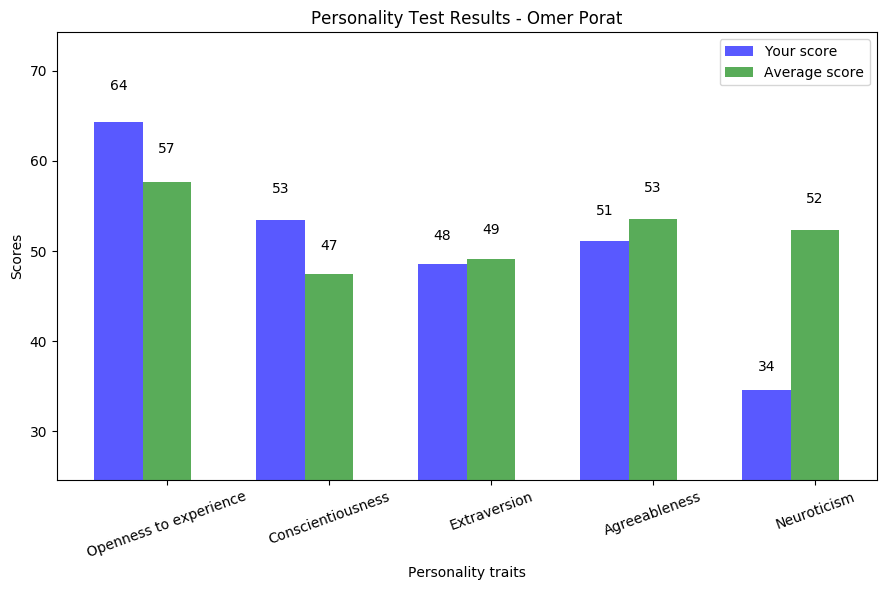 Personality Test Results - Omer Porat
Your score
Average score
70
60
50
40
30
Scores
64
57
53
47
48
49
51
53
34
52
Openness to experience
Conscientiousness
Extraversion
Agreeableness
Neuroticism
Personality traits